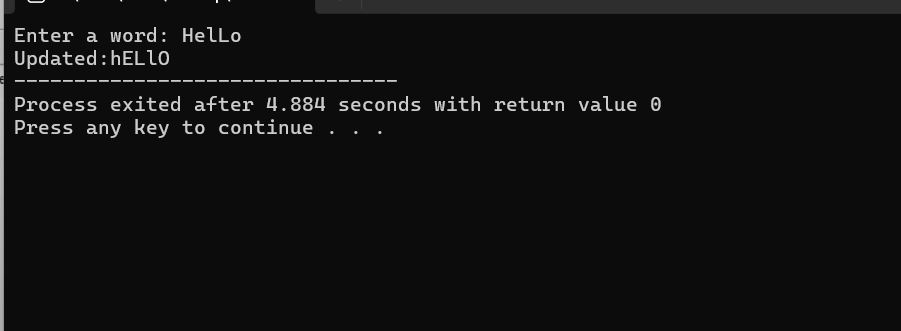 Enter a word: HelLo
Updated:hELlO
--------------------------------
Process exited after 4.884 seconds with return value 0
Press any key to continue . . .